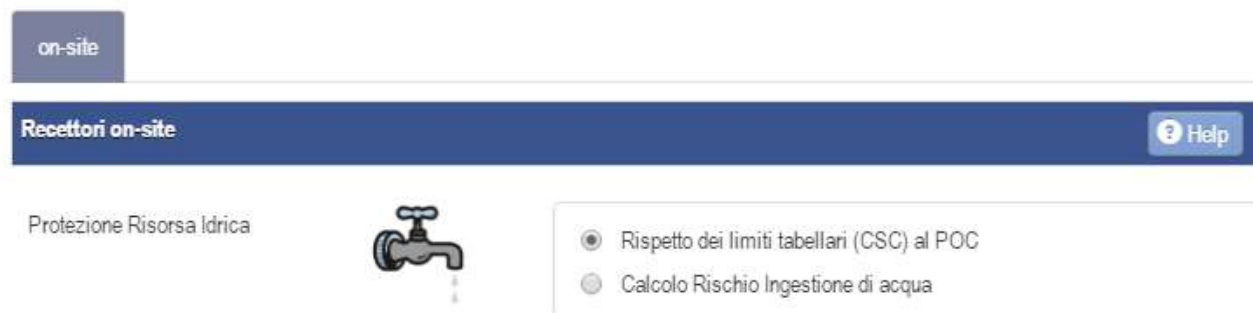 on-site
Recettori on-site
Help
Protezione Risorsa Idrica
Rispetto dei limiti tabellari (CSC) al POC
Calcolo Rischio Ingestione di acqua